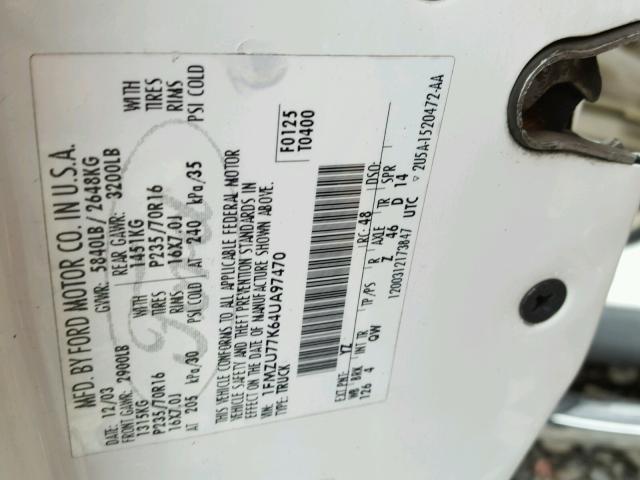 MFD. BY FORD MOTOR CO. IN U.S.A.
DATE: 12/03 GVWR: 5840LB / 2648KG
FRONT GAWR: 2900LB REAR GAWR: 3200LB
1315KG 1451KG WITH
P235/70R16 TIRES P235/70R16 TIRES
16X7.0J RIMS 16X7.0J RIMS
AT 205 kPa/30 AT 240 kPa/35 PSI COLD
THIS VEHICLE CONFORMS TO ALL APPLICABLE FEDERAL MOTOR
VEHICLE SAFETY AND THEFT PREVENTION STANDARDS IN
EFFECT ON THE DATE OF MANUFACTURE SHOWN ABOVE.
VIN: 1FMZU77K64UA97470 F0125
TYPE: TRUCK T0400
EXT PNT: YZ RC: 48 DSO:
WB BRK INT TR TP/PS R AXLE TR SPR
126 4 QW Z 46 D 14
1200312173847 UTC
▽ 2U5A-1520472-AA